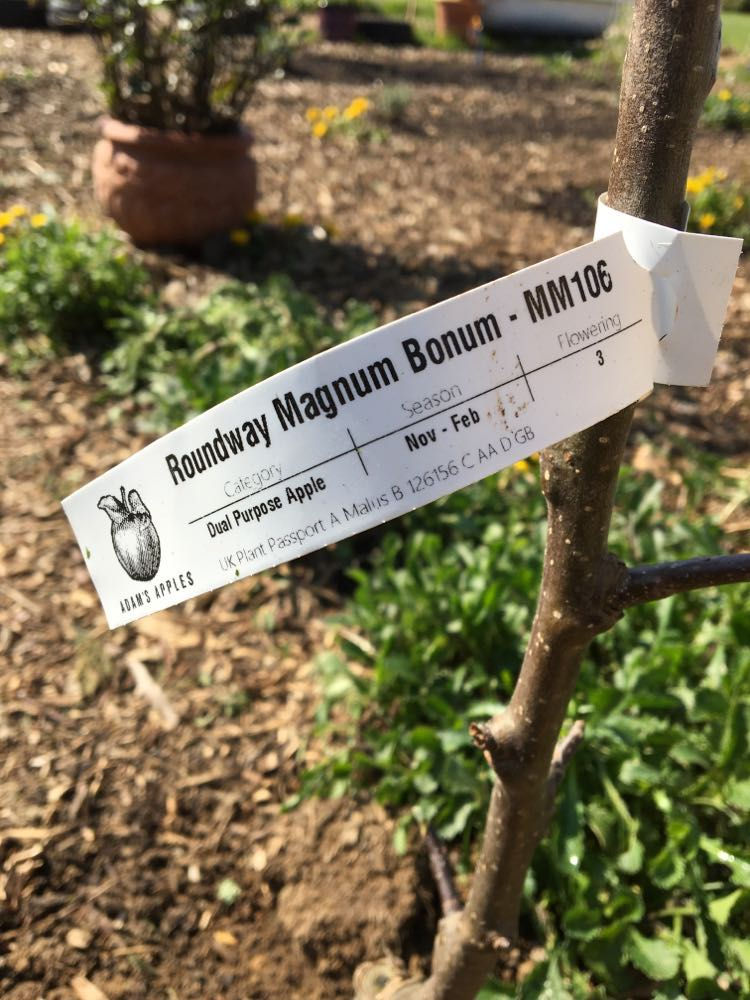 Roundway Magnum Bonum - MM106
Category Season Flowering
Dual Purpose Apple Nov - Feb 3
UK Plant Passport A Malus B 126156 C AA D GB
ADAM'S APPLES